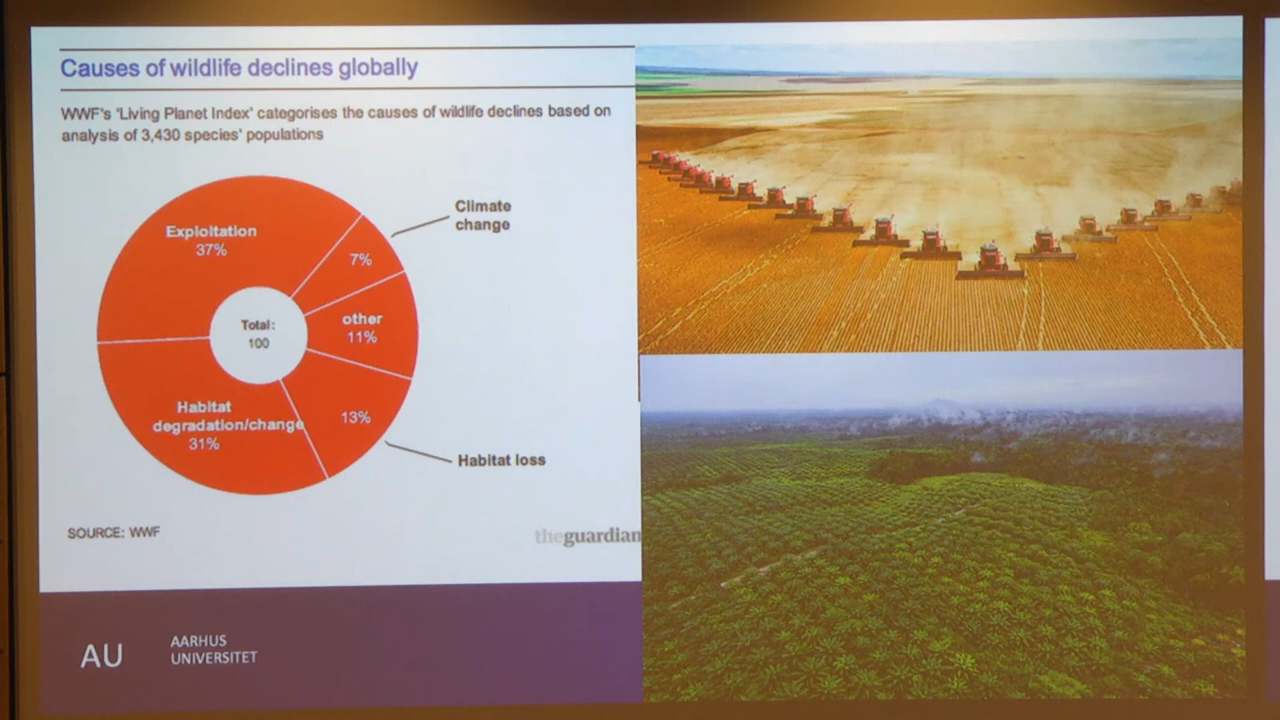 Causes of wildlife declines globally
WWF's 'Living Planet Index' categorises the causes of wildlife declines based on
analysis of 3,430 species' populations
Exploitation
37%
Climate
change
7%
other
11%
Total:
100
Habitat
degradation/change
31%
13%
Habitat loss
SOURCE: WWF
theguardian
AU
AARHUS
UNIVERSITET